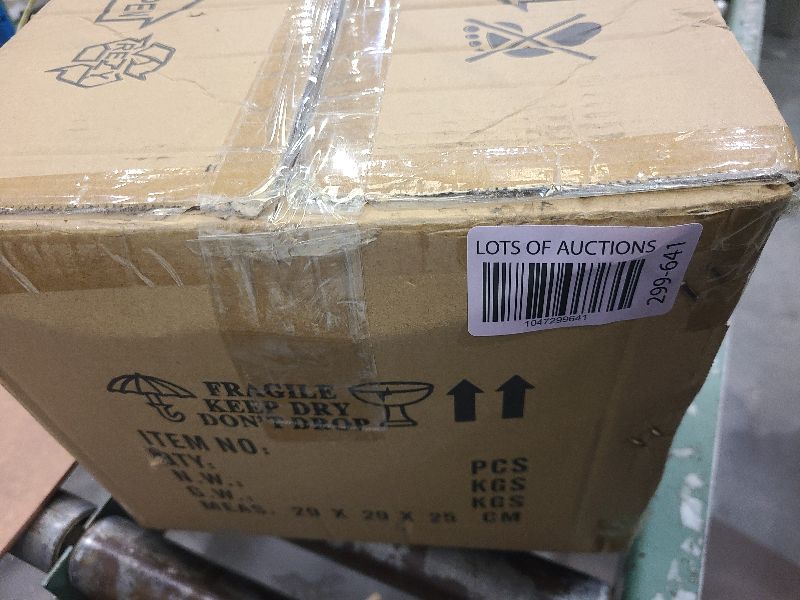 LOTS OF AUCTIONS
1047299641
299-641
FRAGILE
KEEP DRY
DON'T DROP
ITEM NO:
QTY. PCS
N.W.: KGS
G.W.: KGS
MEAS. 29 X 29 X 25 CM